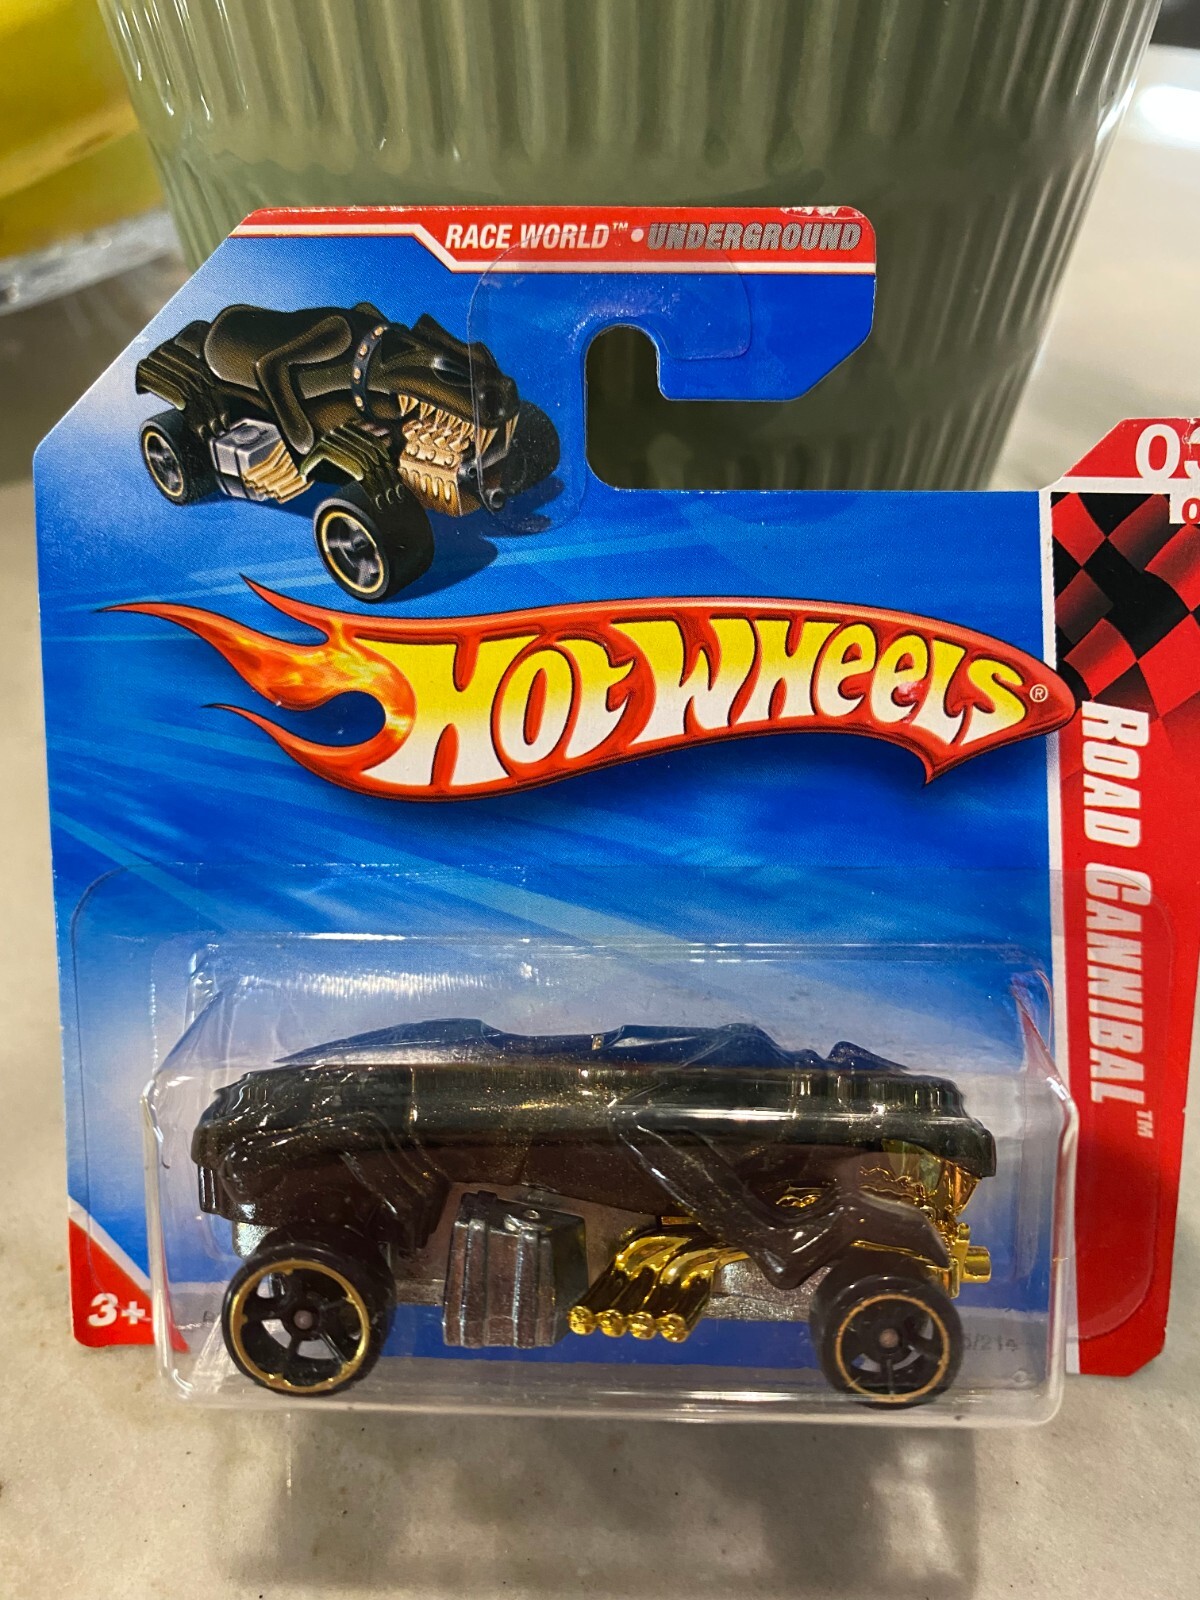 RACE WORLD™ • UNDERGROUND
HOT WHEELS®
ROAD CANNIBAL™
3+